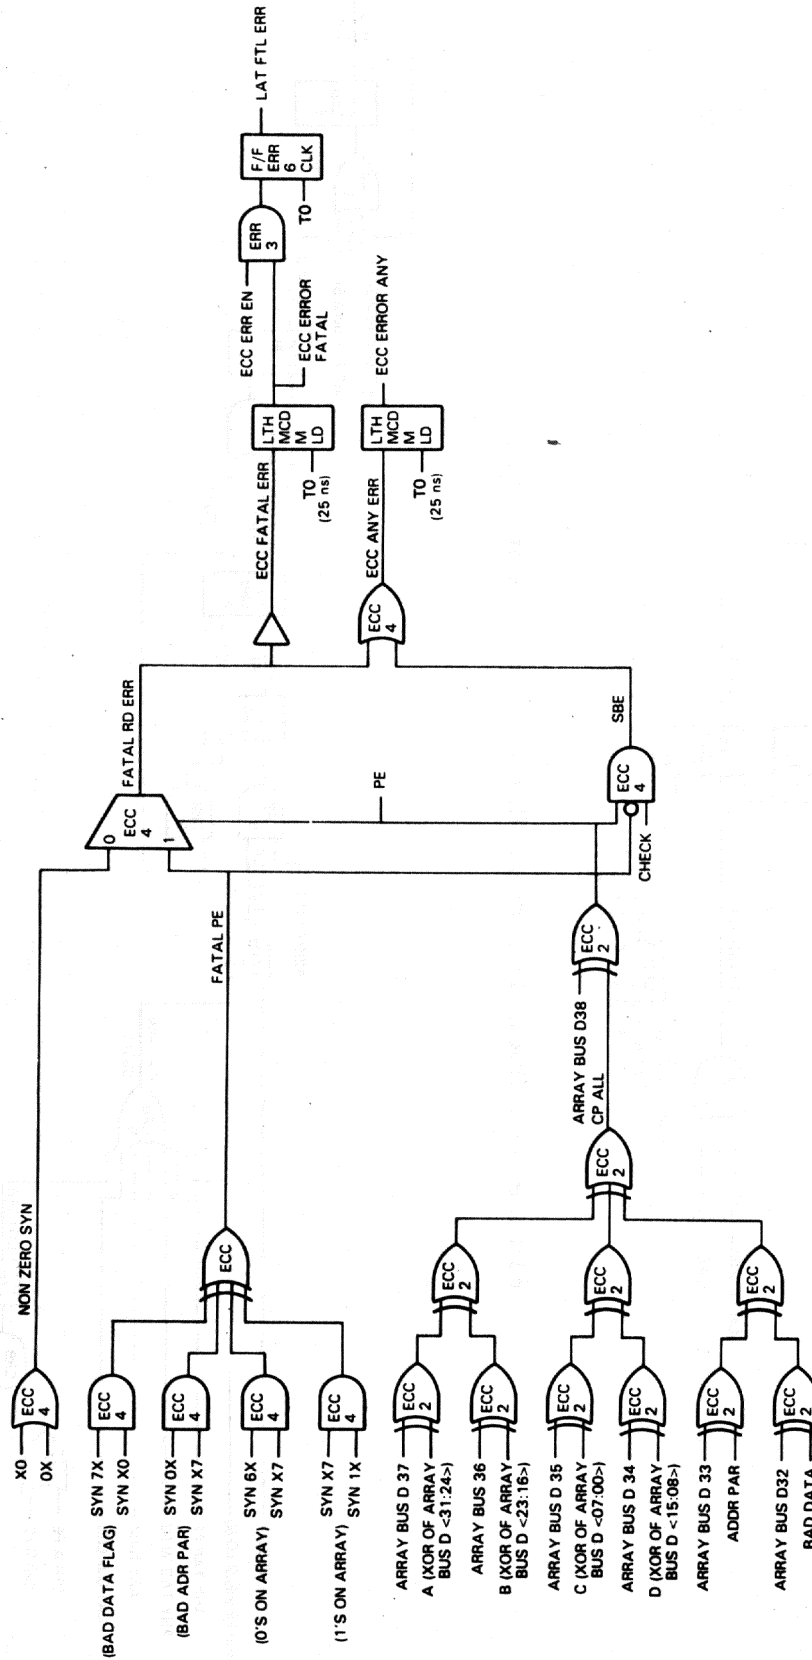 X0
0X
ECC
4
NON ZERO SYN
SYN 7X
SYN X0
(BAD DATA FLAG)
ECC
4
SYN 0X
SYN X7
(BAD ADR PAR)
ECC
4
SYN 6X
SYN X7
(0'S ON ARRAY)
ECC
4
SYN X7
SYN 1X
(1'S ON ARRAY)
ECC
4
ECC
FATAL PE
0
ECC
4
1
FATAL RD ERR
ECC FATAL ERR
LTH
MCD
M
LD
T0
(25 ns)
ECC ERROR
FATAL
ECC ERR EN
ERR
3
F/F
ERR
6
CLK
T0
LAT FTL ERR
PE
ECC
4
ECC ANY ERR
LTH
MCD
M
LD
T0
(25 ns)
ECC ERROR ANY
ECC
4
CHECK
SBE
ARRAY BUS D 37
A (XOR OF ARRAY
BUS D <31:24>)
ECC
2
ARRAY BUS 36
B (XOR OF ARRAY
BUS D <23:16>)
ECC
2
ECC
2
ARRAY BUS D 35
C (XOR OF ARRAY
BUS D <07:00>)
ECC
2
ARRAY BUS D 34
D (XOR OF ARRAY
BUS D <15:08>)
ECC
2
ECC
2
ARRAY BUS D 33
ADDR PAR
ECC
2
ARRAY BUS D32
BAD DATA
ECC
2
ECC
2
ECC
2
ARRAY BUS D38
CP ALL
ECC
2